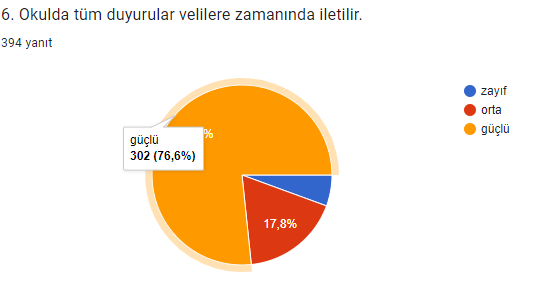 6. Okulda tüm duyurular velilere zamanında iletilir.
394 yanıt
zayıf
orta
güçlü
güçlü
302 (76,6%)
%
17,8%